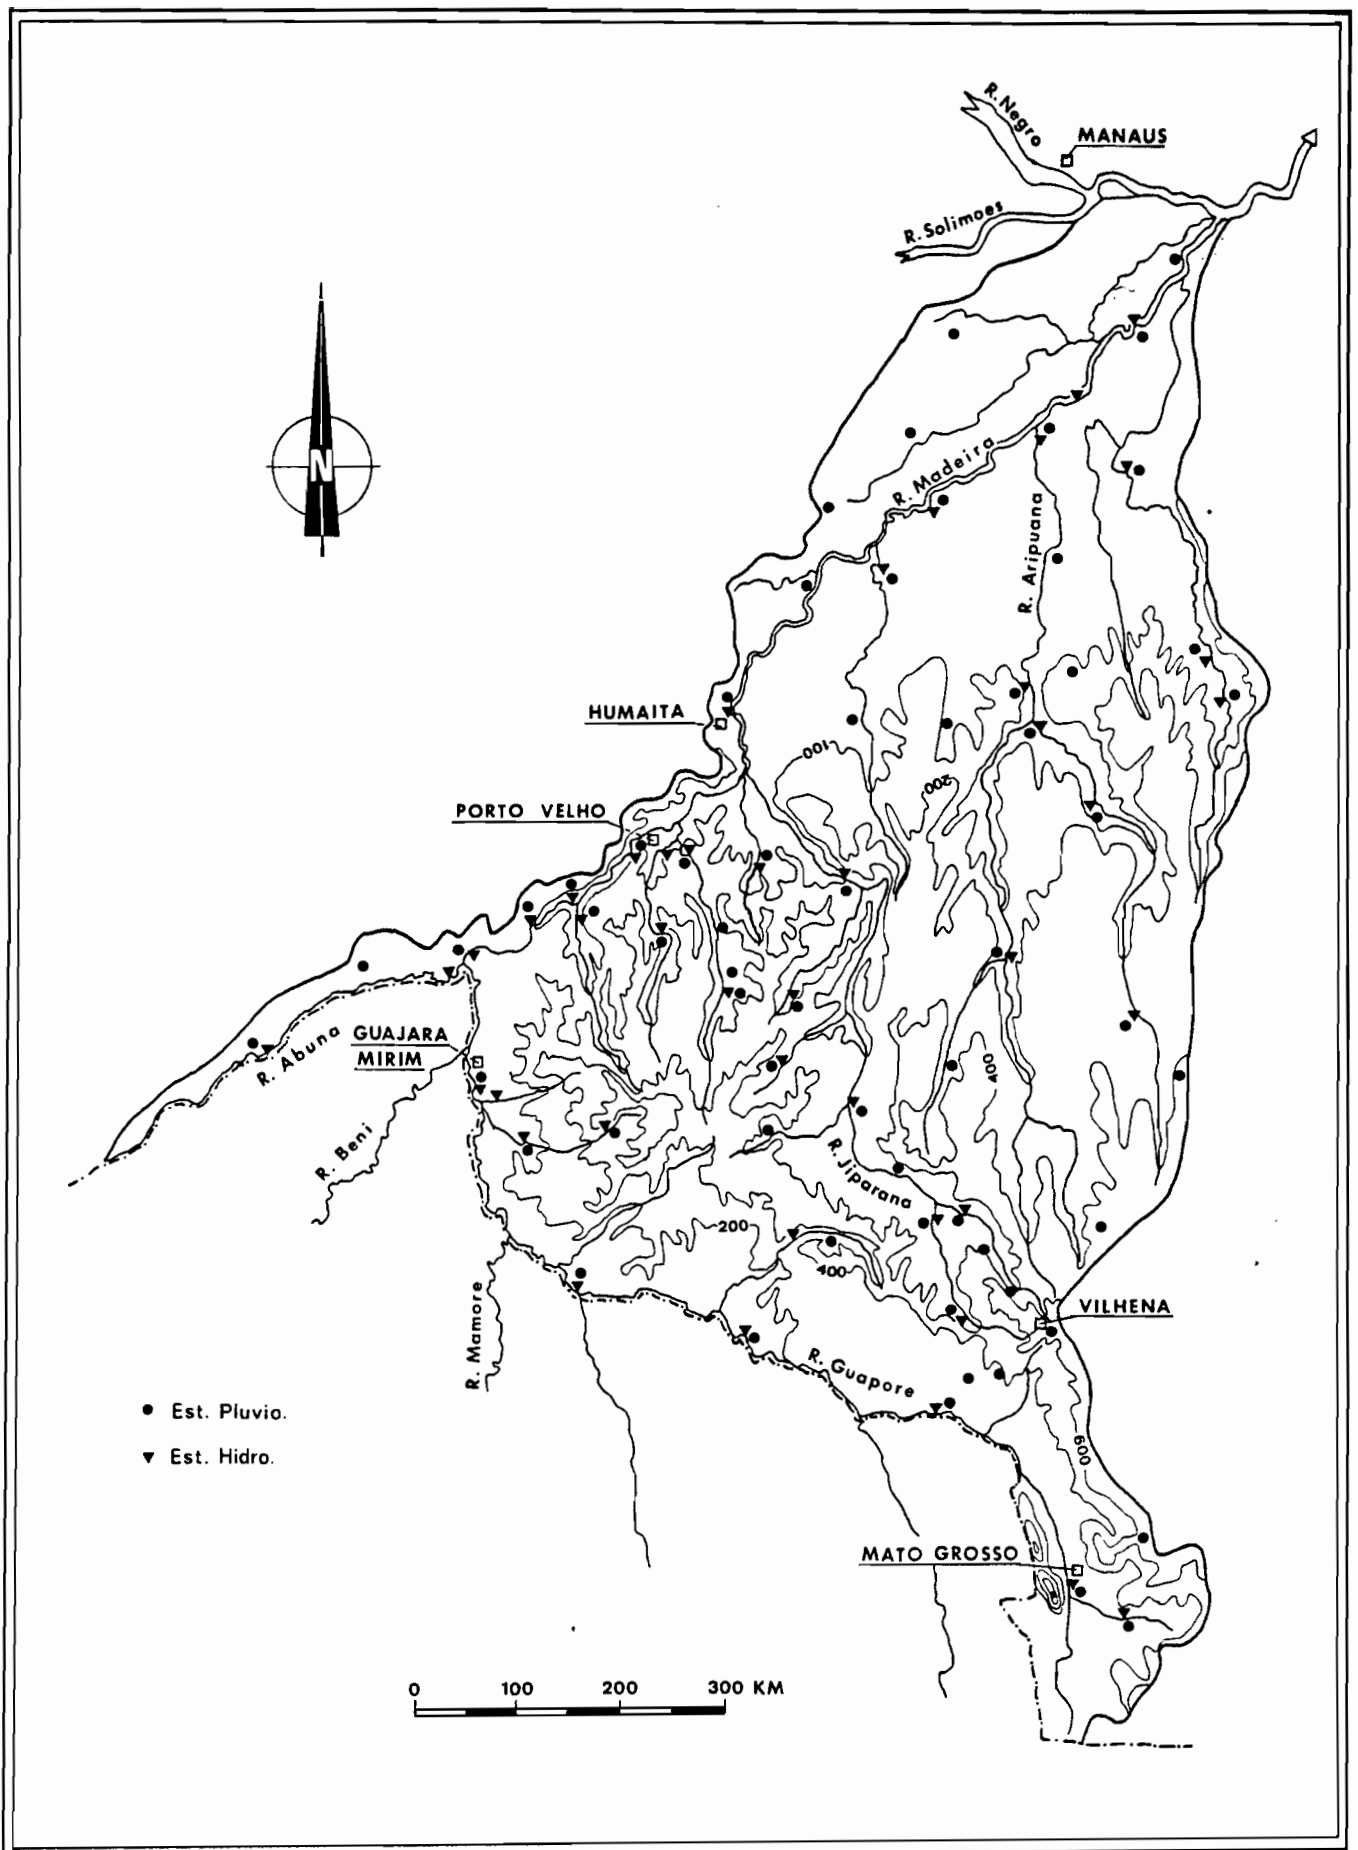 R. Negro
MANAUS
R. Solimoes
N
R. Madeira
R. Aripuana
HUMAITA
100
200
PORTO VELHO
GUAJARA
MIRIM
R. Abuna
400
R. Beni
R. Jiparana
200
400
R. Mamore
VILHENA
R. Guapore
Est. Pluvio.
Est. Hidro.
600
MATO GROSSO
0 100 200 300 KM